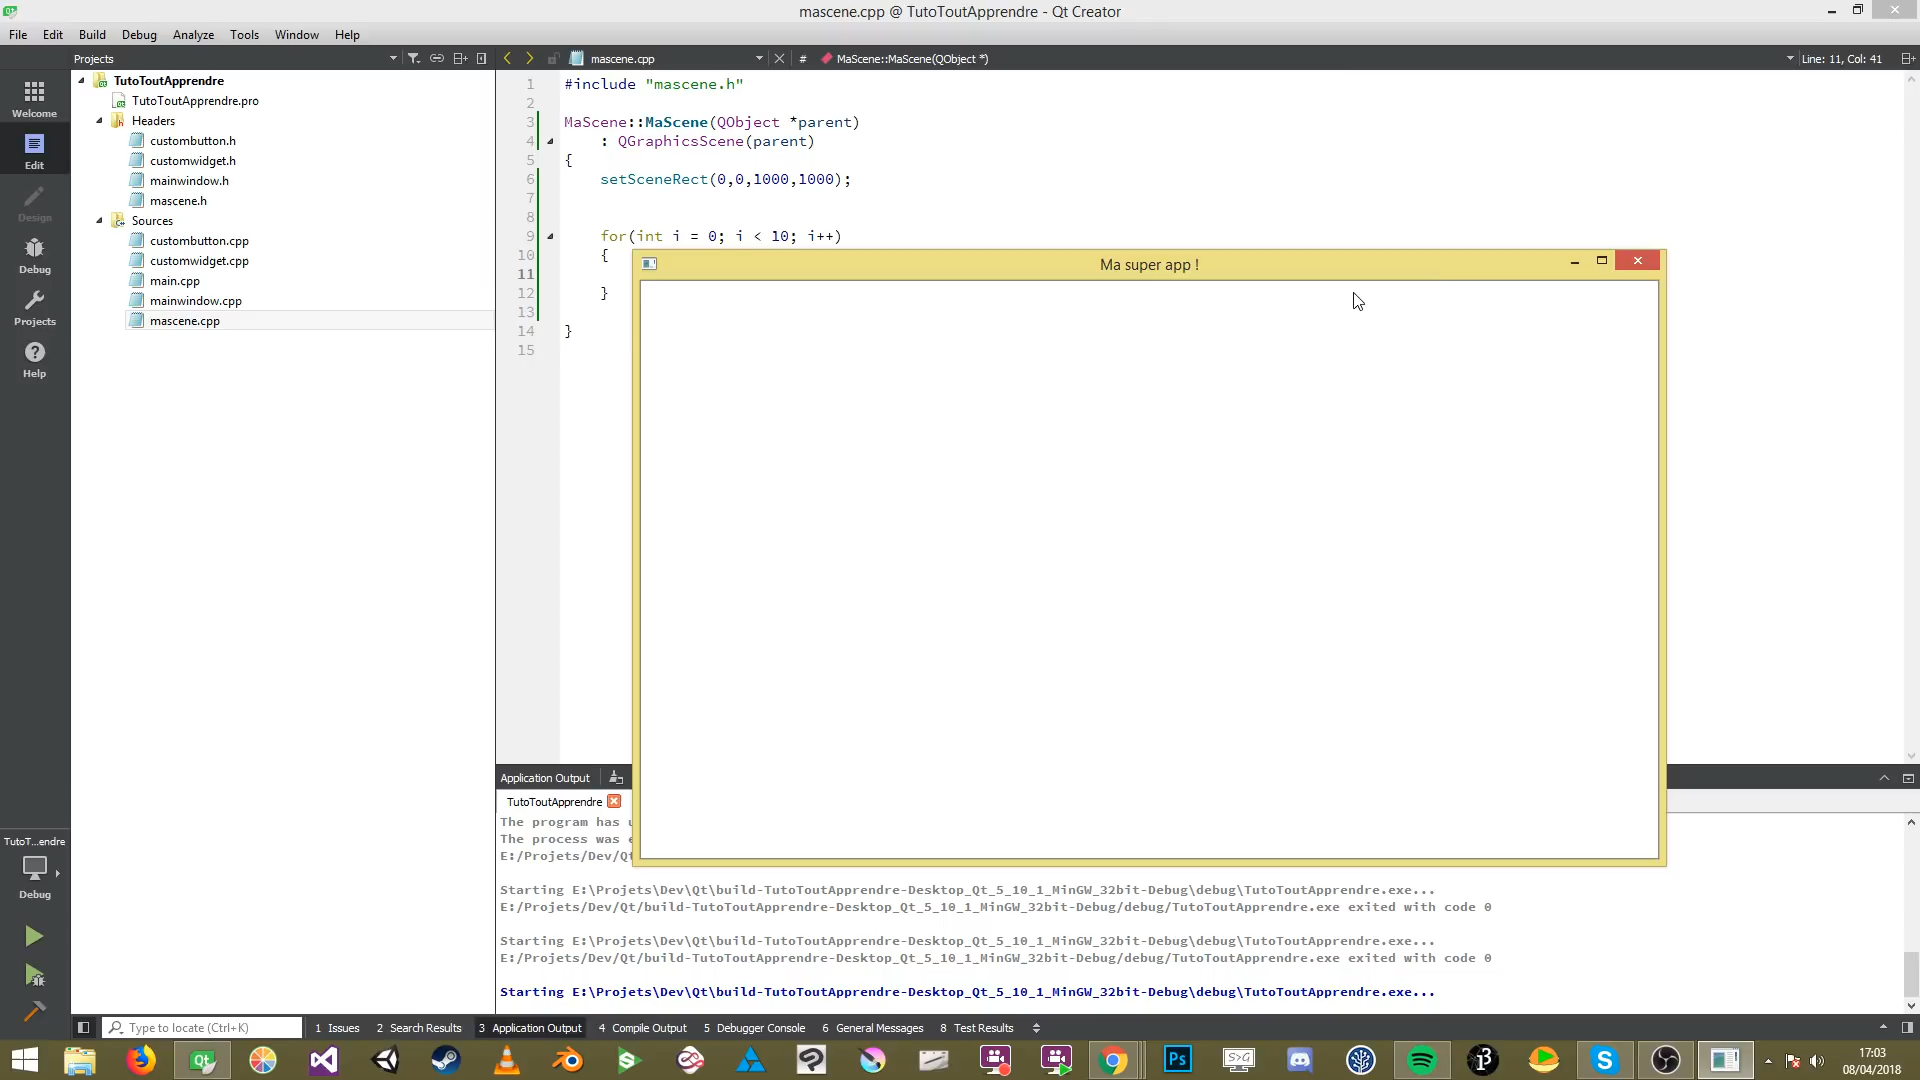 mascene.cpp @ TutoToutApprendre - Qt Creator
File Edit Build Debug Analyze Tools Window Help
Projects
mascene.cpp
# MaScene::MaScene(QObject *)
Line: 11, Col: 41
Welcome
Edit
Design
Debug
Projects
Help
TutoToutApprendre
TutoToutApprendre.pro
Headers
custombutton.h
customwidget.h
mainwindow.h
mascene.h
Sources
custombutton.cpp
customwidget.cpp
main.cpp
mainwindow.cpp
mascene.cpp
1 #include "mascene.h"
2
3 MaScene::MaScene(QObject *parent)
4 : QGraphicsScene(parent)
5 {
6 setSceneRect(0,0,1000,1000);
7
8
9 for(int i = 0; i < 10; i++)
10 {
11
12 }
13
14 }
15
Ma super app !
Application Output
TutoToutApprendre
The program has
The process was
E:/Projets/Dev/Qt
Starting E:\Projets\Dev\Qt\build-TutoToutApprendre-Desktop_Qt_5_10_1_MinGW_32bit-Debug\debug\TutoToutApprendre.exe...
E:/Projets/Dev/Qt/build-TutoToutApprendre-Desktop_Qt_5_10_1_MinGW_32bit-Debug/debug/TutoToutApprendre.exe exited with code 0
Starting E:\Projets\Dev\Qt\build-TutoToutApprendre-Desktop_Qt_5_10_1_MinGW_32bit-Debug\debug\TutoToutApprendre.exe...
E:/Projets/Dev/Qt/build-TutoToutApprendre-Desktop_Qt_5_10_1_MinGW_32bit-Debug/debug/TutoToutApprendre.exe exited with code 0
Starting E:\Projets\Dev\Qt\build-TutoToutApprendre-Desktop_Qt_5_10_1_MinGW_32bit-Debug\debug\TutoToutApprendre.exe...
TutoT...endre
Debug
Type to locate (Ctrl+K)
1 Issues 2 Search Results 3 Application Output 4 Compile Output 5 Debugger Console 6 General Messages 8 Test Results
Qt
Ps
S>G
17:03
08/04/2018